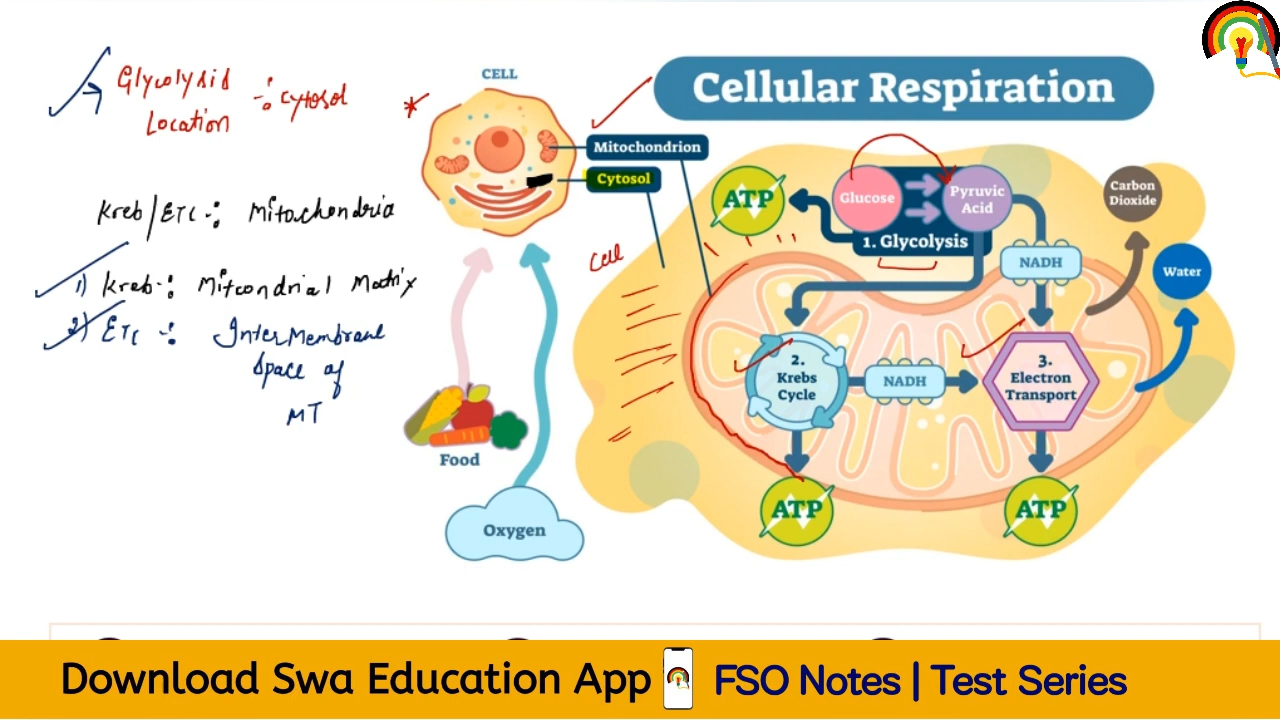 Glycolysis
Location
-: cytosol
Kreb/ETC -: Mitochondria
1) Kreb -: Mitcondrial Matrix
2) ETC -: InterMembrane
Space of
MT
CELL
Mitochondrion
Cytosol
Cell
Food
Oxygen
Cellular Respiration
ATP
Glucose
Pyruvic
Acid
1. Glycolysis
NADH
Carbon
Dioxide
Water
2.
Krebs
Cycle
NADH
3.
Electron
Transport
ATP
ATP
Download Swa Education App
FSO Notes | Test Series